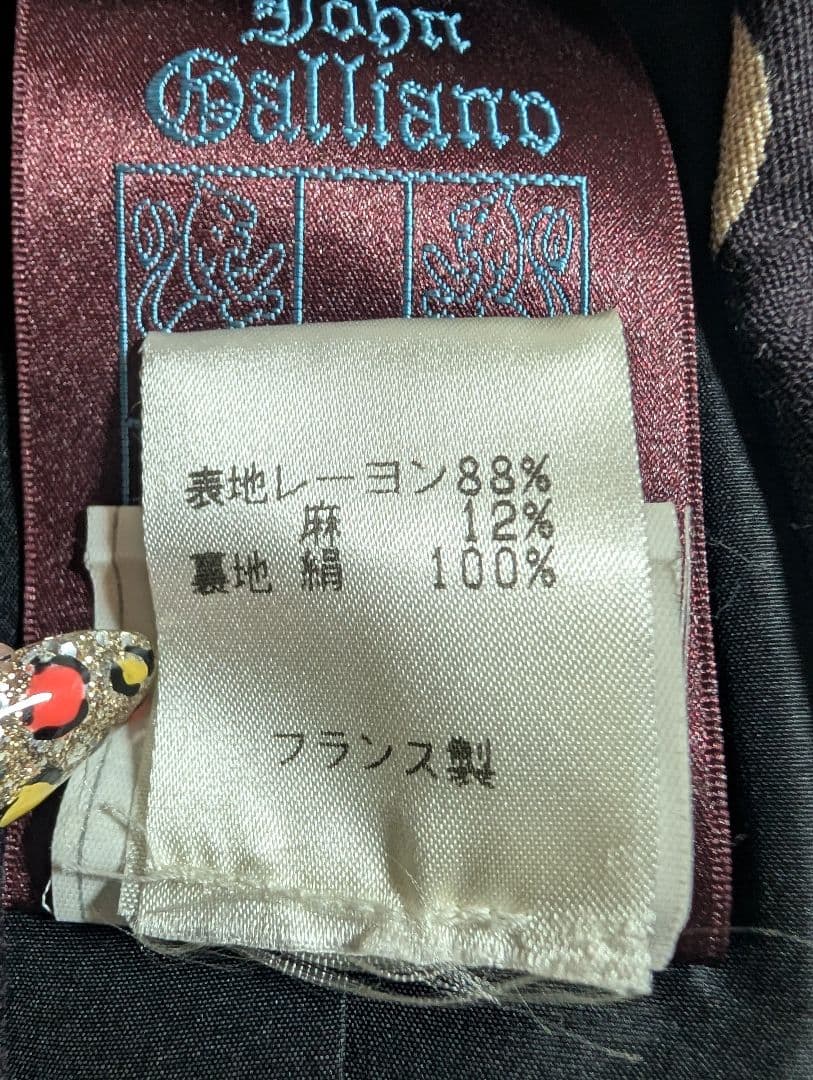 John
Galliano
表地レーヨン88%
麻 12%
裏地 絹 100%
フランス製